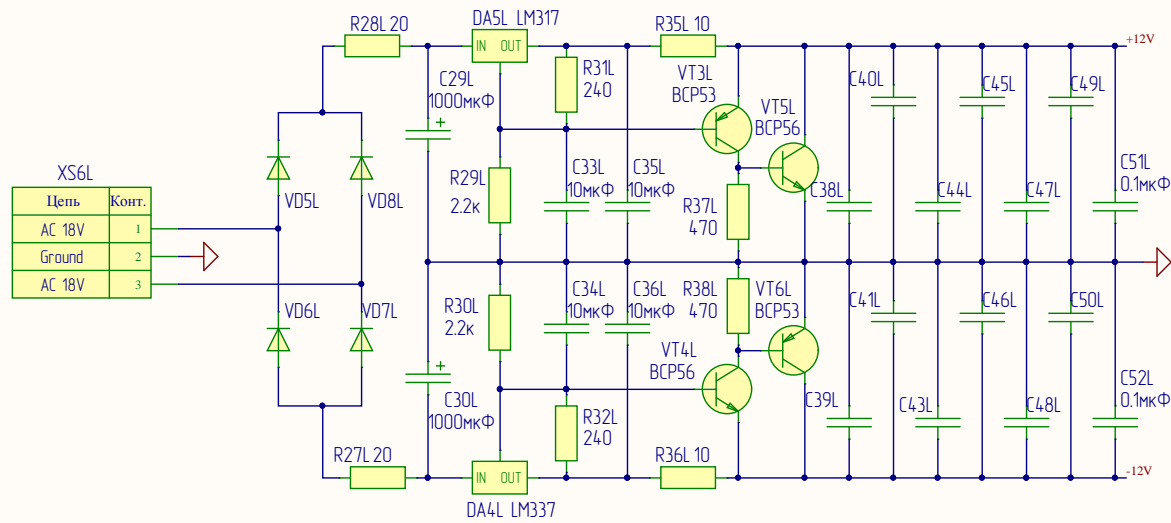 R28L 20
DA5L LM317
IN OUT
R35L 10
+12V
C29L
1000мкФ
R31L
240
VT3L
BCP53
VT5L
BCP56
C40L
C45L
C49L
XS6L
Цепь Конт.
AC 18V 1
Ground 2
AC 18V 3
VD5L
VD8L
R29L
2.2к
C33L
10мкФ
C35L
10мкФ
R37L
470
C38L
C44L
C47L
C51L
0.1мкФ
VD6L
VD7L
R30L
2.2к
C34L
10мкФ
C36L
10мкФ
R38L
470
VT6L
BCP53
C41L
C46L
C50L
VT4L
BCP56
C30L
1000мкФ
R32L
240
C39L
C43L
C48L
C52L
0.1мкФ
R27L 20
IN OUT
DA4L LM337
R36L 10
-12V